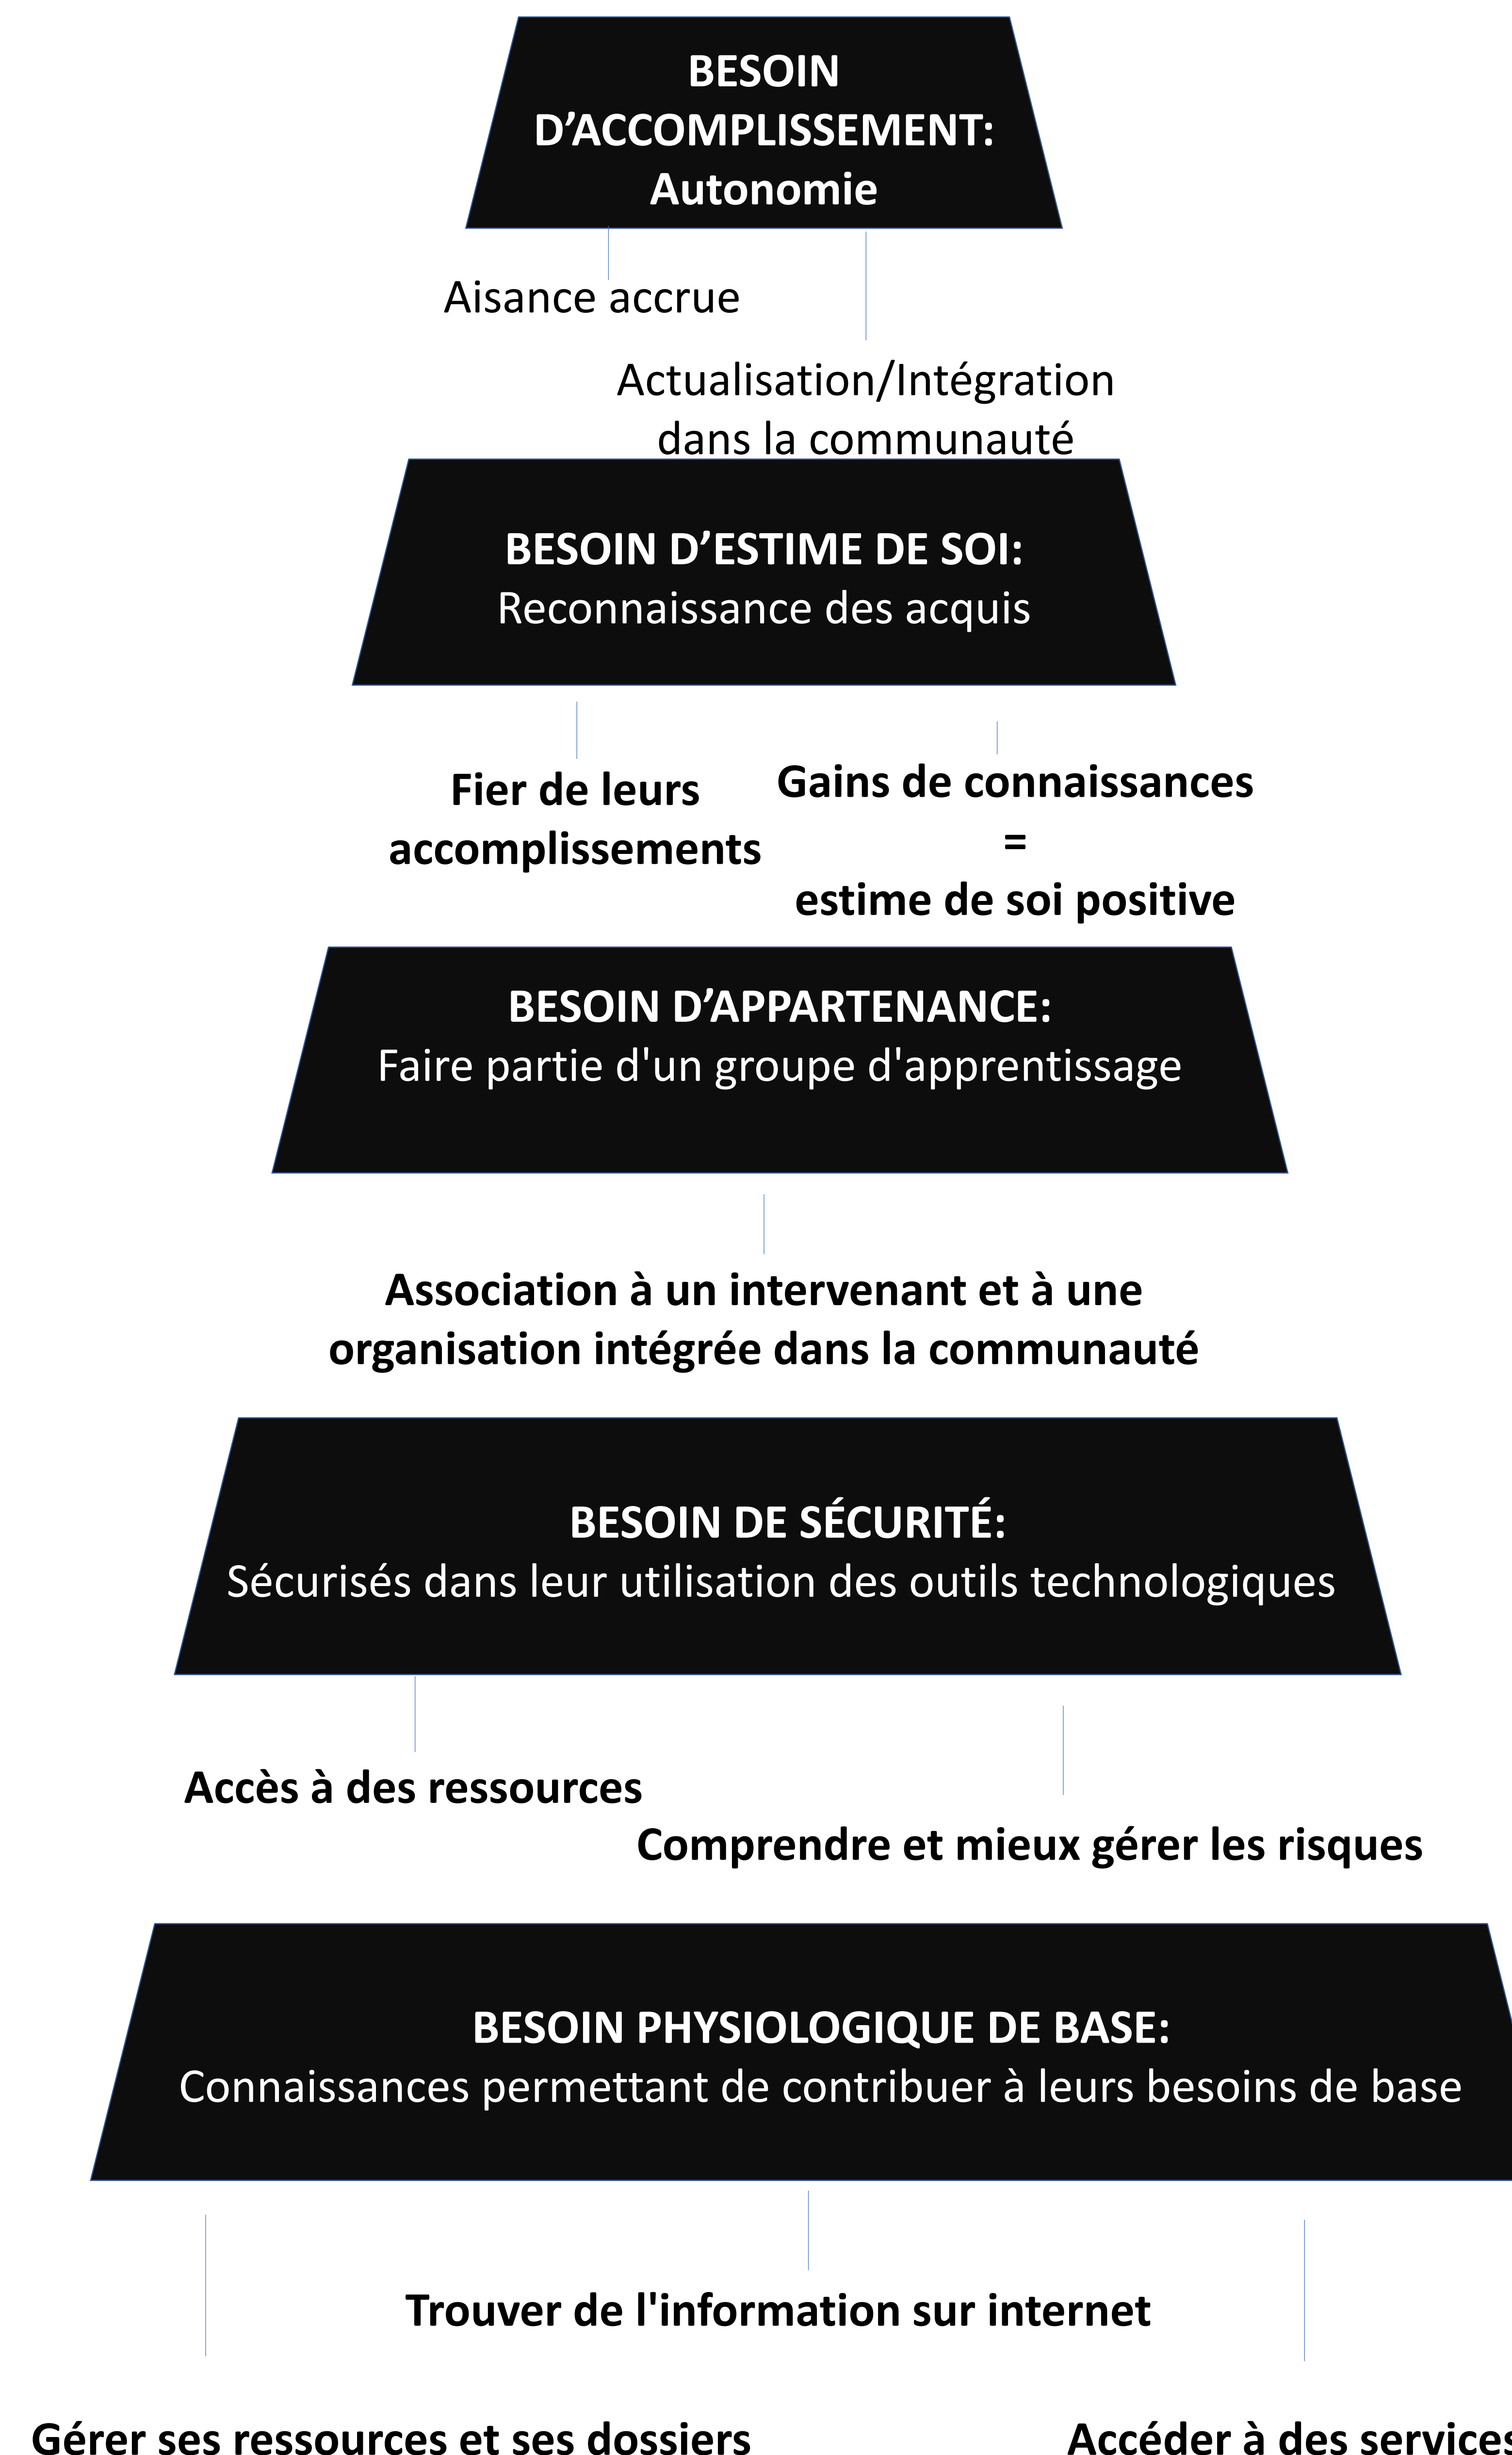 BESOIN
D’ACCOMPLISSEMENT:
Autonomie
Aisance accrue
Actualisation/Intégration
dans la communauté
BESOIN D’ESTIME DE SOI:
Reconnaissance des acquis
Fier de leurs
accomplissements
Gains de connaissances
=
estime de soi positive
BESOIN D’APPARTENANCE:
Faire partie d'un groupe d'apprentissage
Association à un intervenant et à une
organisation intégrée dans la communauté
BESOIN DE SÉCURITÉ:
Sécurisés dans leur utilisation des outils technologiques
Accès à des ressources
Comprendre et mieux gérer les risques
BESOIN PHYSIOLOGIQUE DE BASE:
Connaissances permettant de contribuer à leurs besoins de base
Trouver de l'information sur internet
Gérer ses ressources et ses dossiers
Accéder à des services